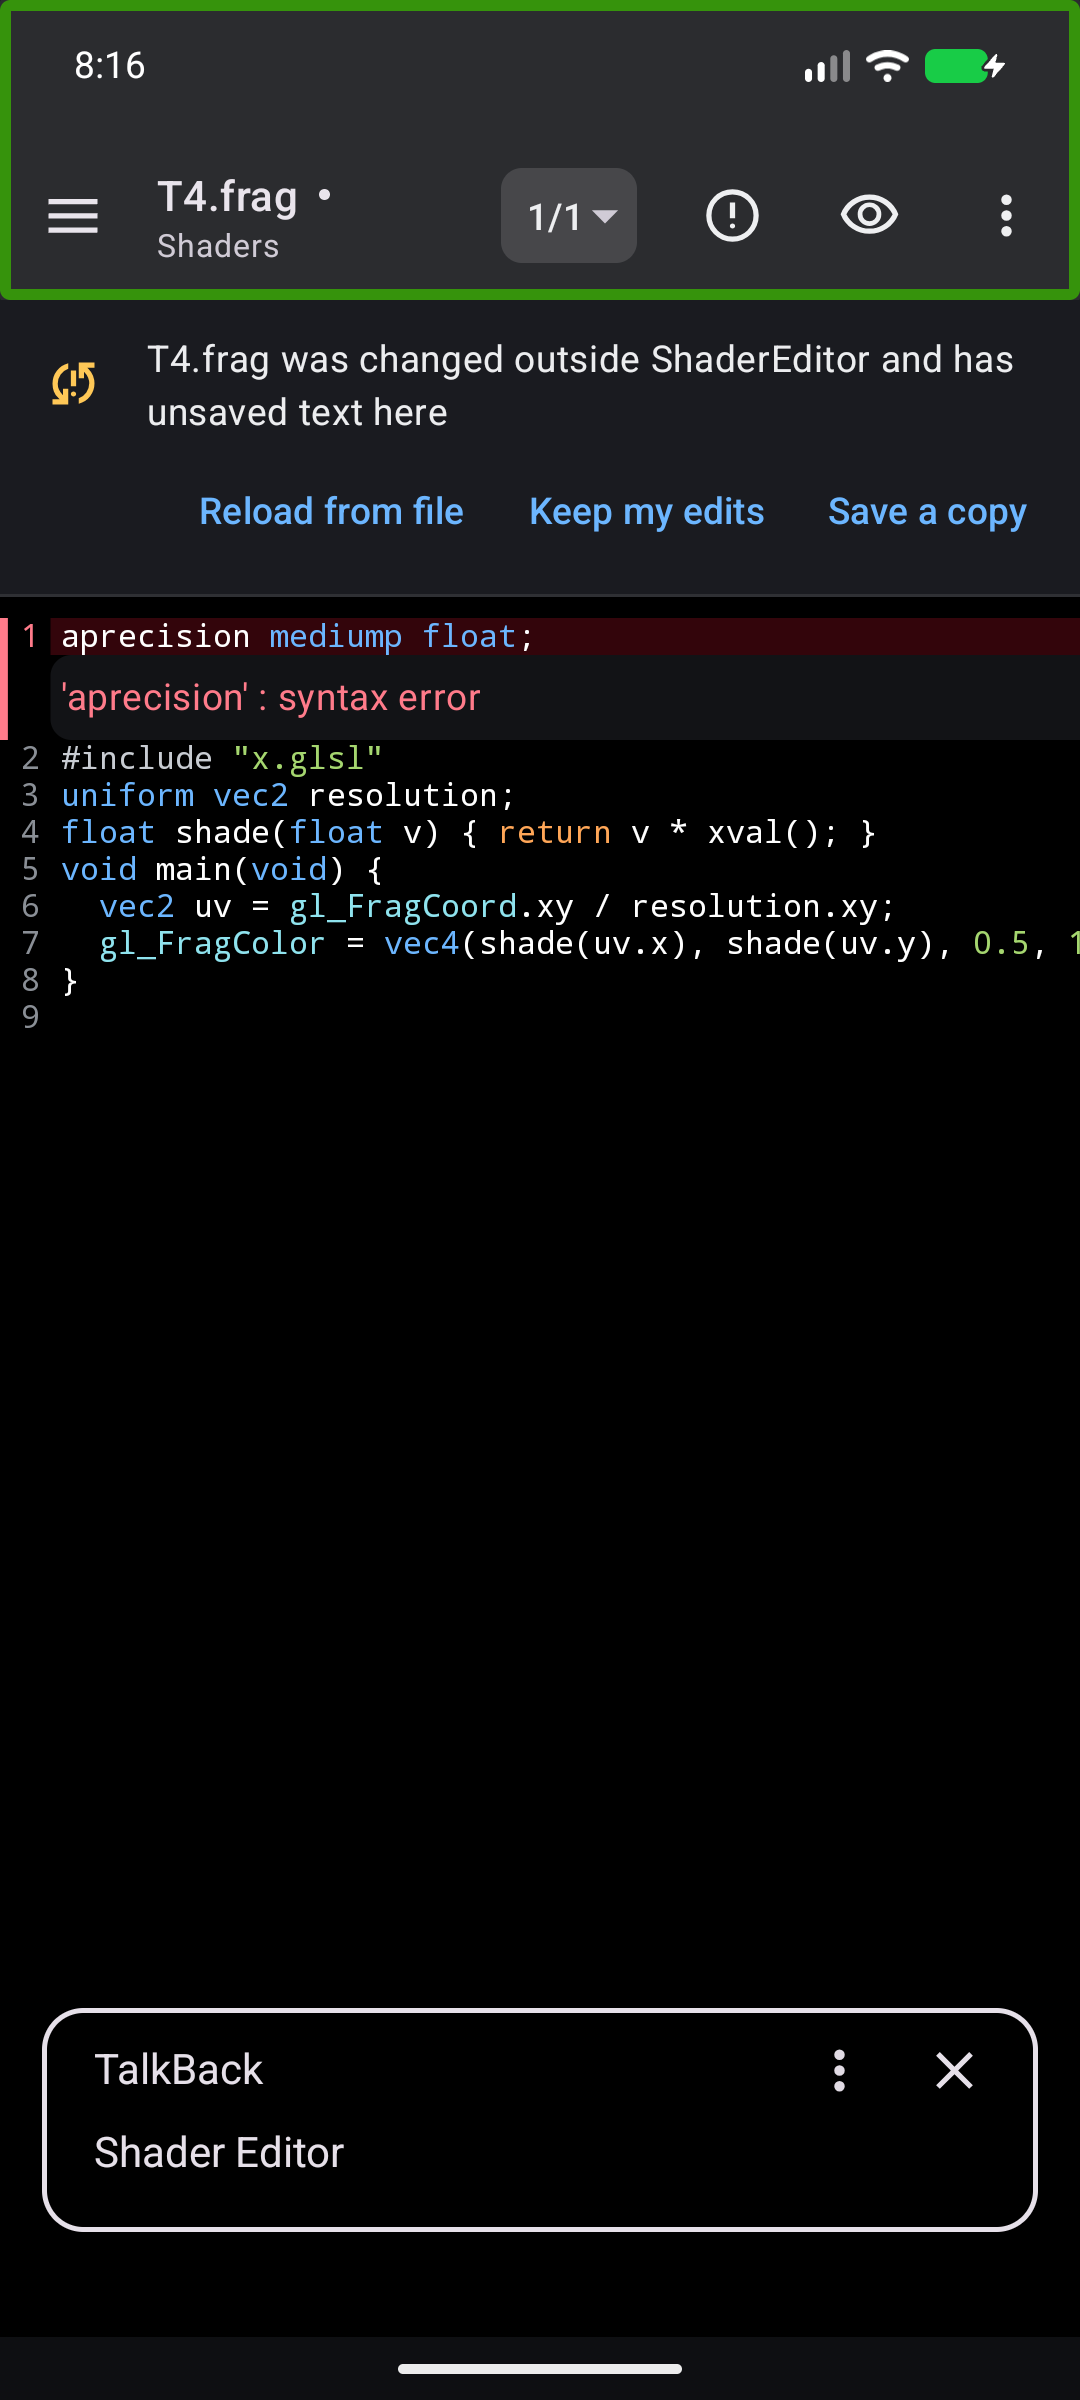 8:16
T4.frag •
Shaders
1/1
T4.frag was changed outside ShaderEditor and has
unsaved text here
Reload from file Keep my edits Save a copy
1 aprecision mediump float;
'aprecision' : syntax error
2 #include "x.glsl"
3 uniform vec2 resolution;
4 float shade(float v) { return v * xval(); }
5 void main(void) {
6   vec2 uv = gl_FragCoord.xy / resolution.xy;
7   gl_FragColor = vec4(shade(uv.x), shade(uv.y), 0.5, 1
8 }
9
TalkBack
Shader Editor